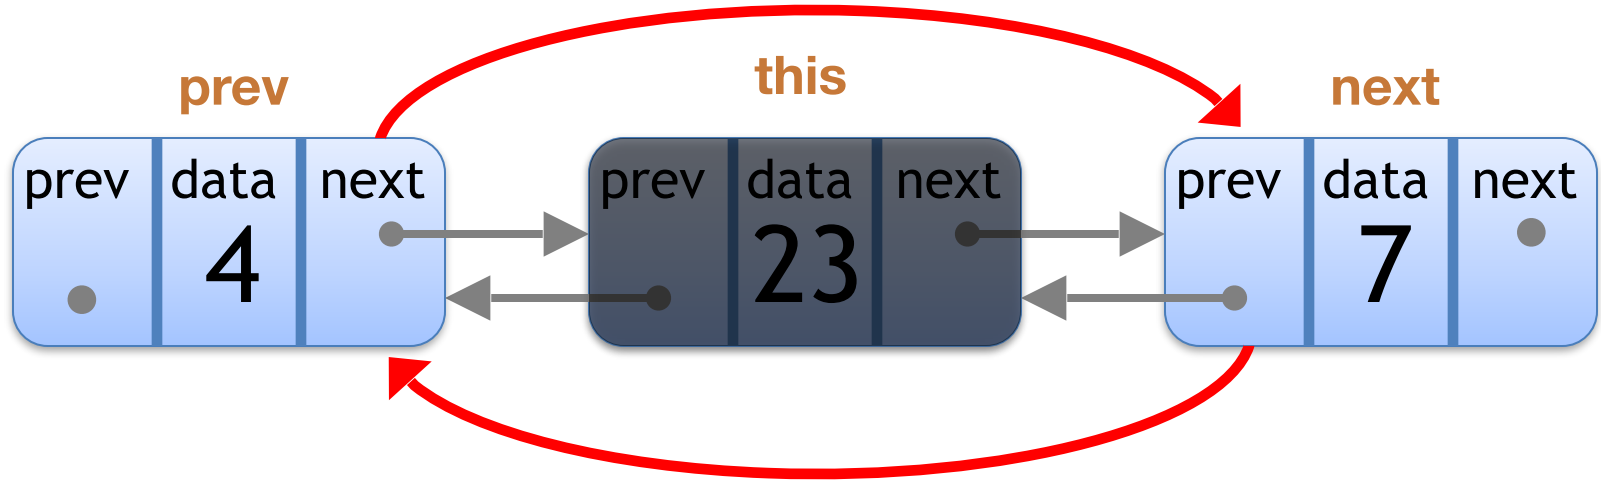 prev this next
prev data next prev data next prev data next
4 23 7